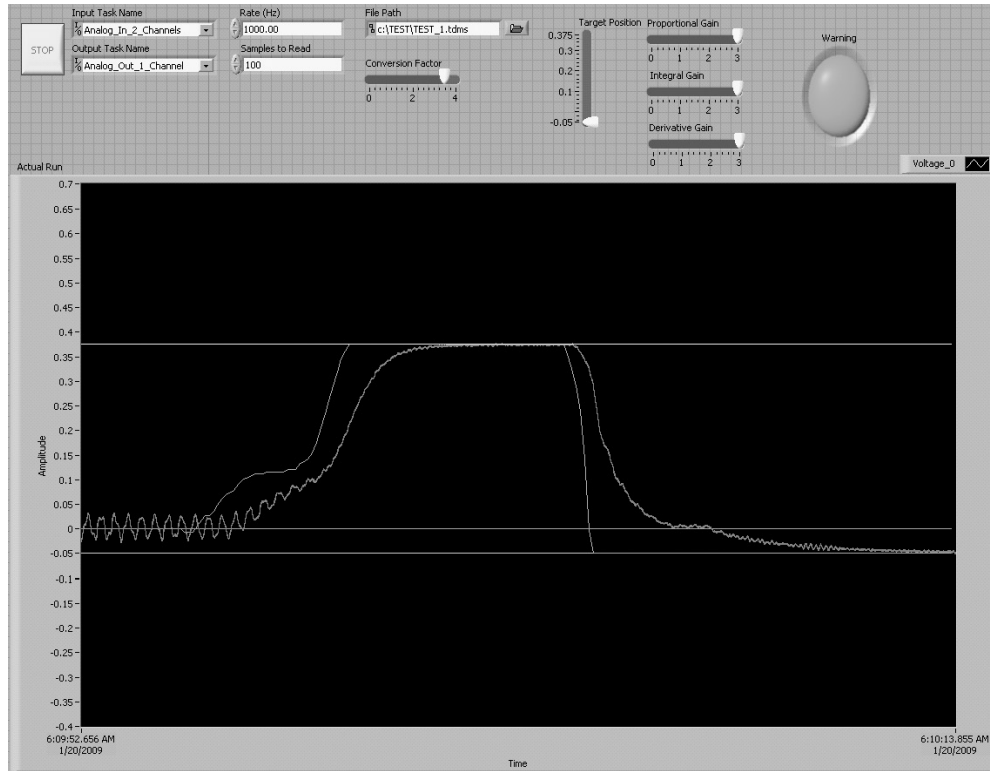 STOP
Input Task Name
Analog_In_2_Channels
Output Task Name
Analog_Out_1_Channel
Rate (Hz)
1000.00
Samples to Read
100
File Path
c:\TEST\TEST_1.tdms
Conversion Factor
0 2 4
Target Position
0.375
0.3
0.2
0.1
-0.05
Proportional Gain
0 1 2 3
Integral Gain
0 1 2 3
Derivative Gain
0 1 2 3
Warning
Actual Run
Voltage_0
Amplitude
0.7
0.65
0.6
0.55
0.5
0.45
0.4
0.35
0.3
0.25
0.2
0.15
0.1
0.05
0
-0.05
-0.1
-0.15
-0.2
-0.25
-0.3
-0.35
-0.4
6:09:52.656 AM
1/20/2009
6:10:13.855 AM
1/20/2009
Time